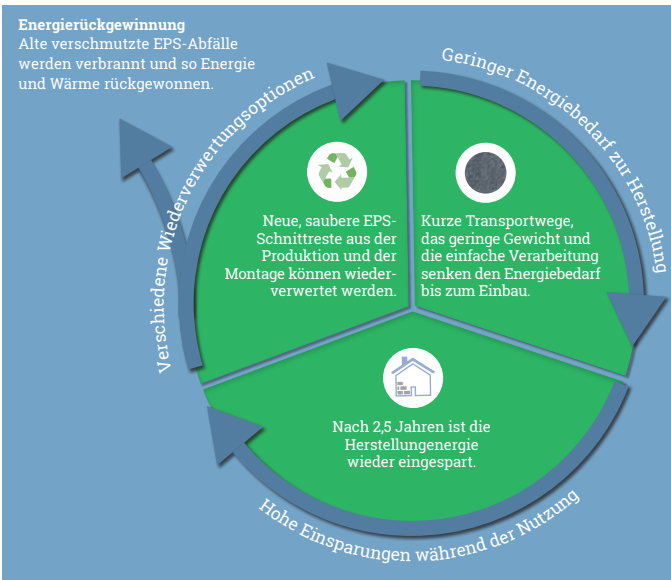 Energierückgewinnung
Alte verschmutzte EPS-Abfälle
werden verbrannt und so Energie
und Wärme rückgewonnen.
Verschiedene Wiederverwertungsoptionen
Geringer Energiebedarf zur Herstellung
Neue, saubere EPS-
Schnittreste aus der
Produktion und der
Montage können wieder-
verwertet werden.
Kurze Transportwege,
das geringe Gewicht und
die einfache Verarbeitung
senken den Energiebedarf
bis zum Einbau.
Nach 2,5 Jahren ist die
Herstellungenergie
wieder eingespart.
Hohe Einsparungen während der Nutzung